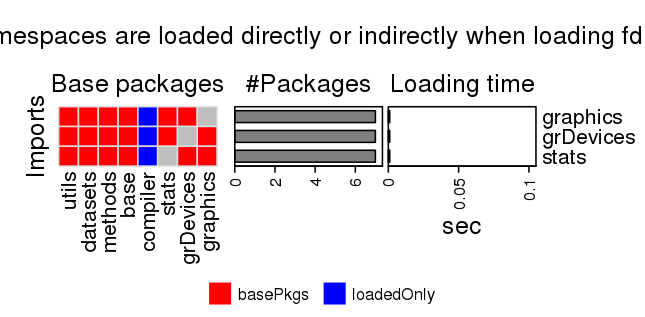 mespaces are loaded directly or indirectly when loading fd
Base packages
#Packages
Loading time
Imports
graphics
grDevices
stats
utils
datasets
methods
base
compiler
stats
grDevices
graphics
0
2
4
6
0
0.05
0.1
sec
basePkgs
loadedOnly